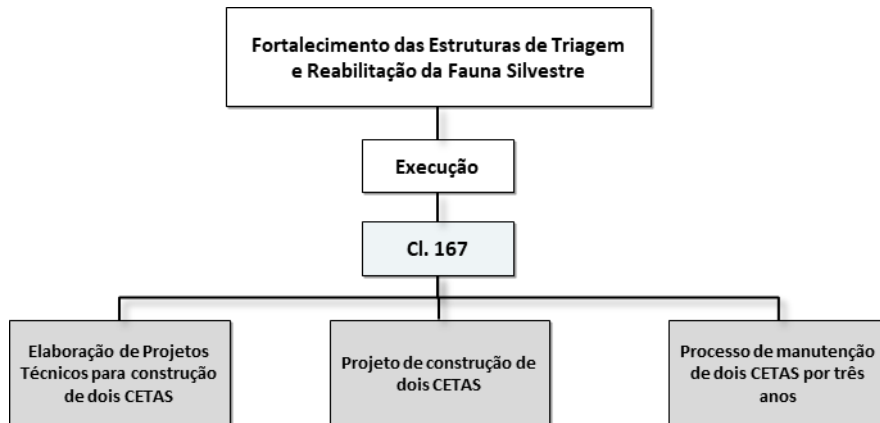 Fortalecimento das Estruturas de Triagem
e Reabilitação da Fauna Silvestre
Execução
Cl. 167
Elaboração de Projetos
Técnicos para construção
de dois CETAS
Projeto de construção de
dois CETAS
Processo de manutenção
de dois CETAS por três
anos